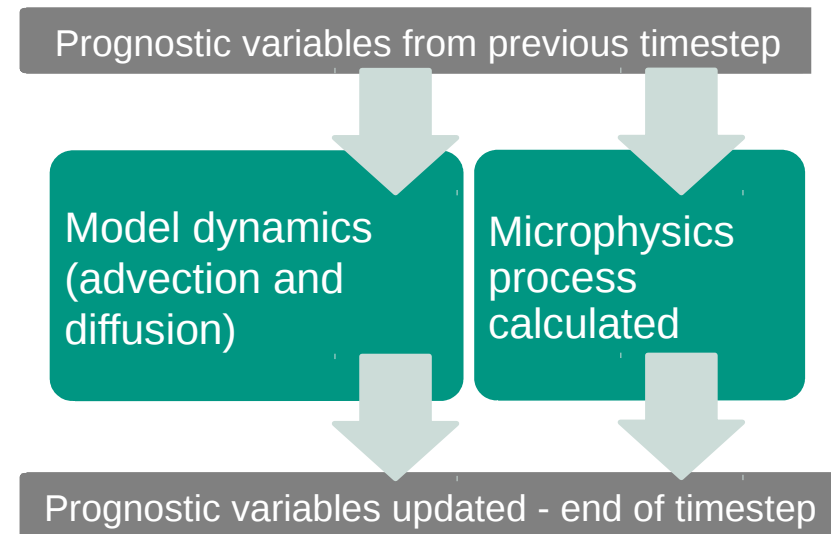 Prognostic variables from previous timestep
Model dynamics
(advection and
diffusion)
Microphysics
process
calculated
Prognostic variables updated - end of timestep